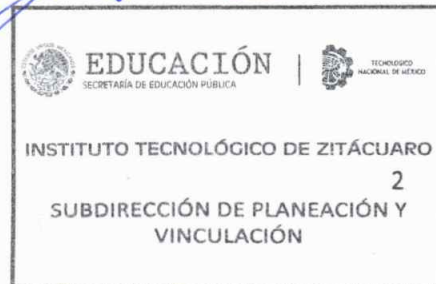 EDUCACIÓN
SECRETARÍA DE EDUCACIÓN PÚBLICA
TECNOLÓGICO
NACIONAL DE MÉXICO
INSTITUTO TECNOLÓGICO DE ZITÁCUARO
2
SUBDIRECCIÓN DE PLANEACIÓN Y
VINCULACIÓN